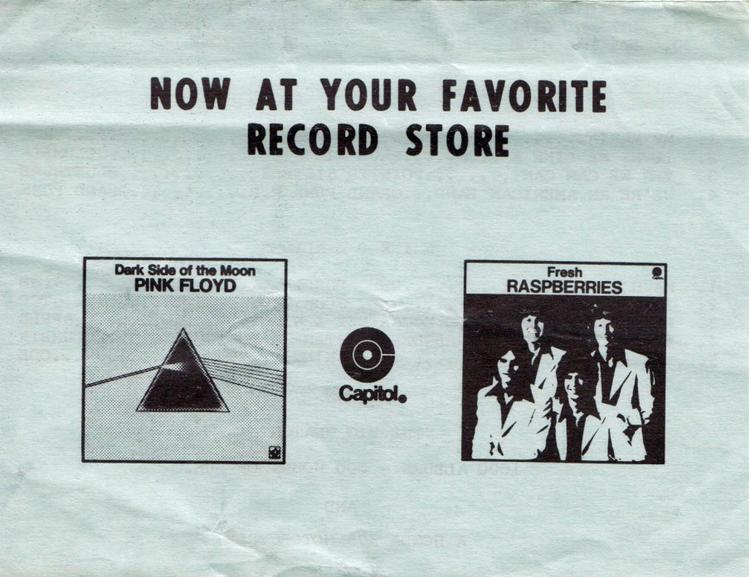 NOW AT YOUR FAVORITE
RECORD STORE
Dark Side of the Moon
PINK FLOYD
Capitol®
Fresh
RASPBERRIES